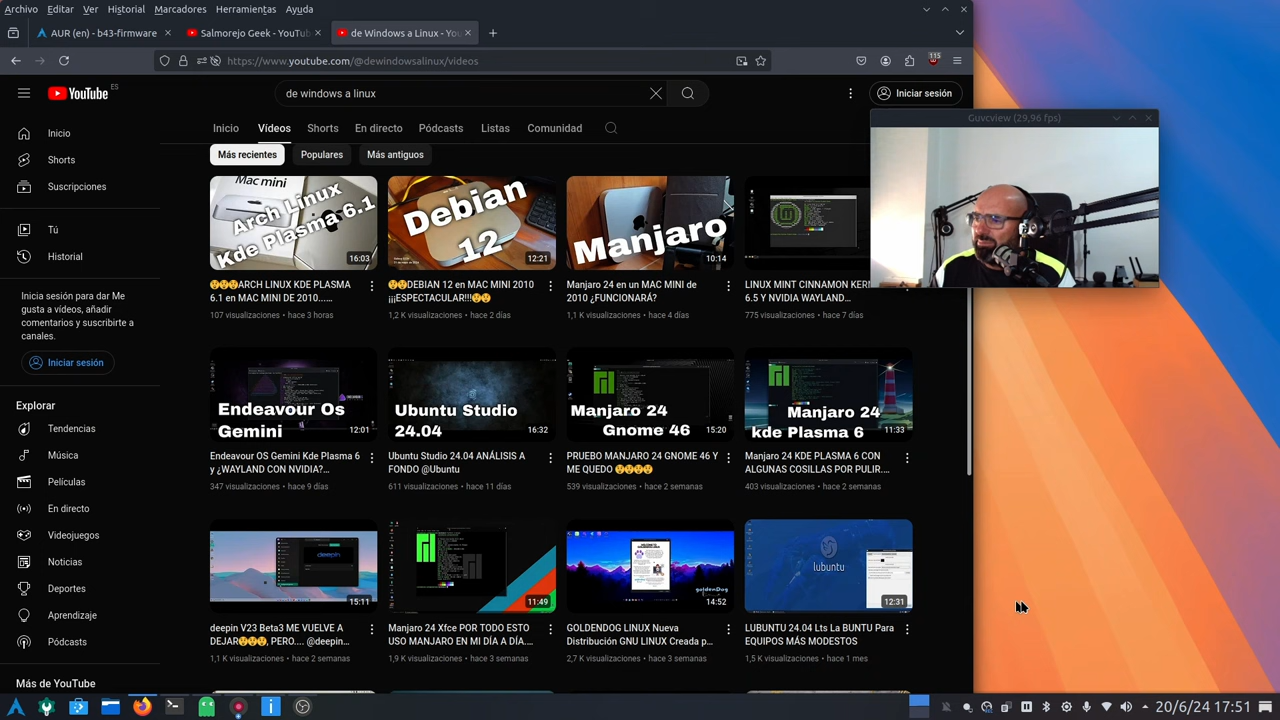 Archivo Editar Ver Historial Marcadores Herramientas Ayuda
AUR (en) - b43-firmware
Salmorejo Geek - YouTub
de Windows a Linux - Yo
https://www.youtube.com/@dewindowsalinux/videos
115
YouTube ES
de windows a linux
Iniciar sesión
Inicio Vídeos Shorts En directo Pódcasts Listas Comunidad
Guvcview (29,96 fps)
Más recientes Populares Más antiguos
Inicio
Shorts
Suscripciones
Tú
Historial
Inicia sesión para dar Me
gusta a vídeos, añadir
comentarios y suscribirte a
canales.
Iniciar sesión
Explorar
Tendencias
Música
Películas
En directo
Videojuegos
Noticias
Deportes
Aprendizaje
Pódcasts
Más de YouTube
Mac mini
Arch Linux
Kde Plasma 6.1
16:03
😲😲ARCH LINUX KDE PLASMA
6.1 en MAC MINI DE 2010......
107 visualizaciones • hace 3 horas
Debian
12
12:21
😲😲DEBIAN 12 en MAC MINI 2010
¡¡¡ESPECTACULAR!!!😲😲
1,2 K visualizaciones • hace 2 días
Manjaro
10:14
Manjaro 24 en un MAC MINI de
2010 ¿FUNCIONARÁ?
1,1 K visualizaciones • hace 4 días
LINUX MINT CINNAMON KER
6.5 Y NVIDIA WAYLAND...
775 visualizaciones • hace 7 días
Endeavour Os
Gemini
12:01
Endeavour OS Gemini Kde Plasma 6
y ¿WAYLAND CON NVIDIA?...
347 visualizaciones • hace 9 días
Ubuntu Studio
24.04
16:32
Ubuntu Studio 24.04 ANÁLISIS A
FONDO @Ubuntu
611 visualizaciones • hace 11 días
Manjaro 24
Gnome 46
15:20
PRUEBO MANJARO 24 GNOME 46 Y
ME QUEDO 😲😲😲😲
539 visualizaciones • hace 2 semanas
Manjaro 24
kde Plasma 6
11:33
Manjaro 24 KDE PLASMA 6 CON
ALGUNAS COSILLAS POR PULIR....
403 visualizaciones • hace 2 semanas
deepin
15:11
deepin V23 Beta3 ME VUELVE A
DEJAR😲😲😲, PERO.... @deepin...
1,1 K visualizaciones • hace 2 semanas
11:49
Manjaro 24 Xfce POR TODO ESTO
USO MANJARO EN MI DÍA A DÍA....
1,9 K visualizaciones • hace 3 semanas
goldenDog
14:52
GOLDENDOG LINUX Nueva
Distribución GNU LINUX Creada p...
2,7 K visualizaciones • hace 3 semanas
lubuntu
12:31
LUBUNTU 24.04 Lts La BUNTU Para
EQUIPOS MÁS MODESTOS
1,5 K visualizaciones • hace 1 mes
20/6/24 17:51